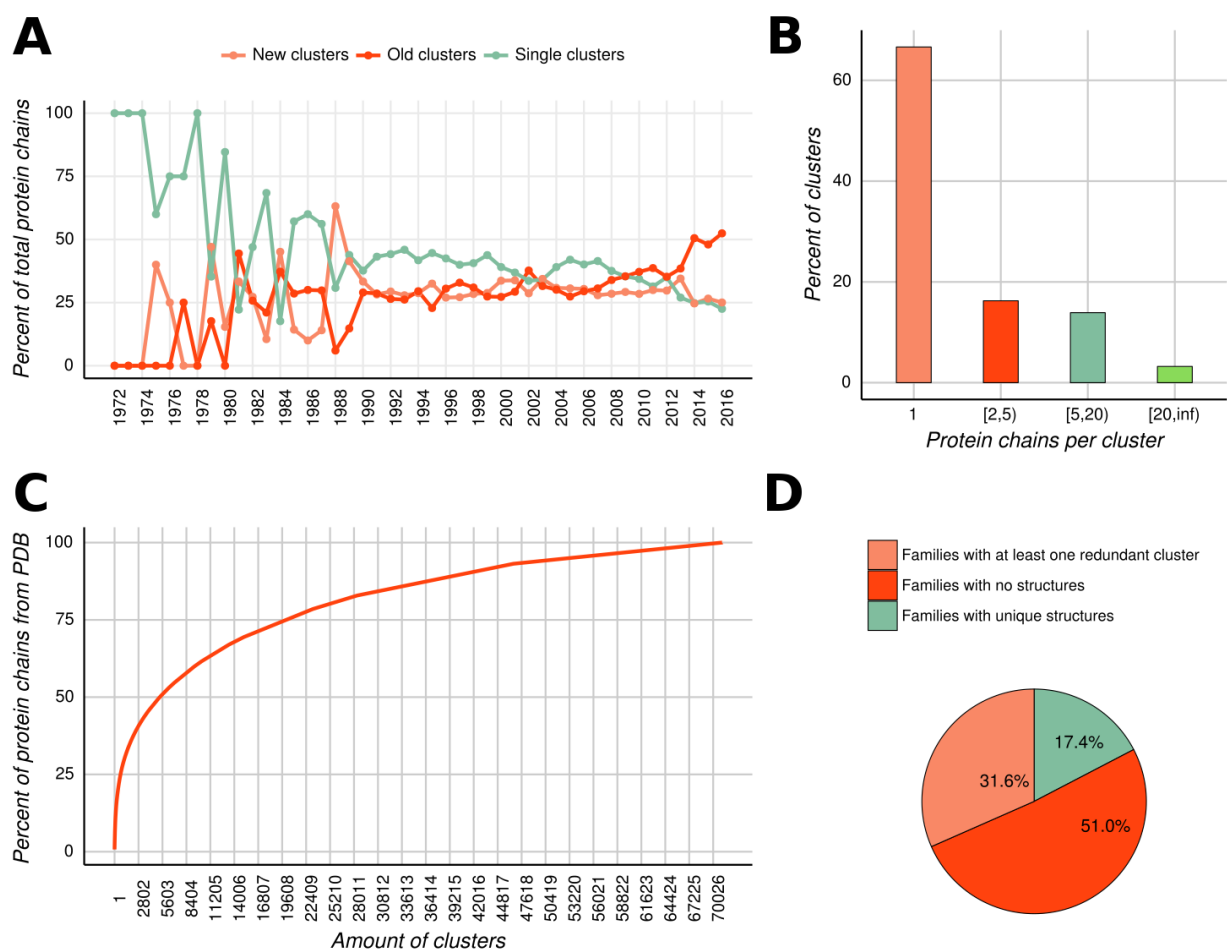 A
New clusters Old clusters Single clusters
Percent of total protein chains
100
75
50
25
0
1972 1974 1976 1978 1980 1982 1984 1986 1988 1990 1992 1994 1996 1998 2000 2002 2004 2006 2008 2010 2012 2014 2016
B
Percent of clusters
60
40
20
0
1 [2,5) [5,20) [20,inf)
Protein chains per cluster
C
Percent of protein chains from PDB
100
75
50
25
0
1 2802 5603 8404 11205 14006 16807 19608 22409 25210 28011 30812 33613 36414 39215 42016 44817 47618 50419 53220 56021 58822 61623 64424 67225 70026
Amount of clusters
D
Families with at least one redundant cluster
Families with no structures
Families with unique structures
17.4%
31.6%
51.0%